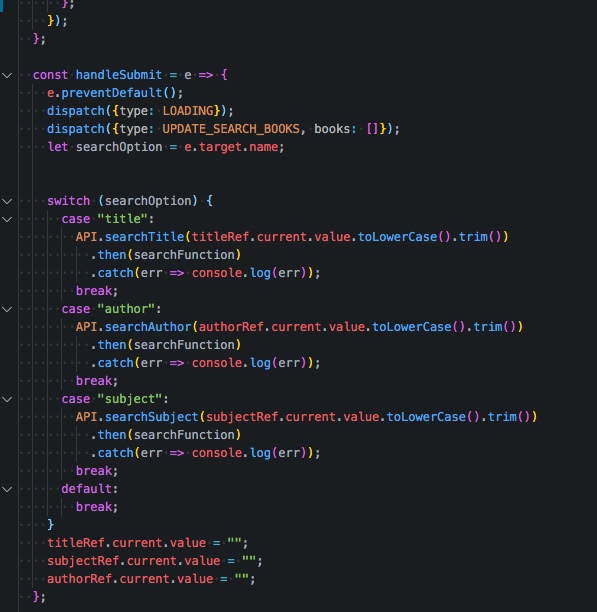 };
});
};
const handleSubmit = e => {
e.preventDefault();
dispatch({type: LOADING});
dispatch({type: UPDATE_SEARCH_BOOKS, books: []});
let searchOption = e.target.name;
switch (searchOption) {
case "title":
API.searchTitle(titleRef.current.value.toLowerCase().trim())
.then(searchFunction)
.catch(err => console.log(err));
break;
case "author":
API.searchAuthor(authorRef.current.value.toLowerCase().trim())
.then(searchFunction)
.catch(err => console.log(err));
break;
case "subject":
API.searchSubject(subjectRef.current.value.toLowerCase().trim())
.then(searchFunction)
.catch(err => console.log(err));
break;
default:
break;
}
titleRef.current.value = "";
subjectRef.current.value = "";
authorRef.current.value = "";
};